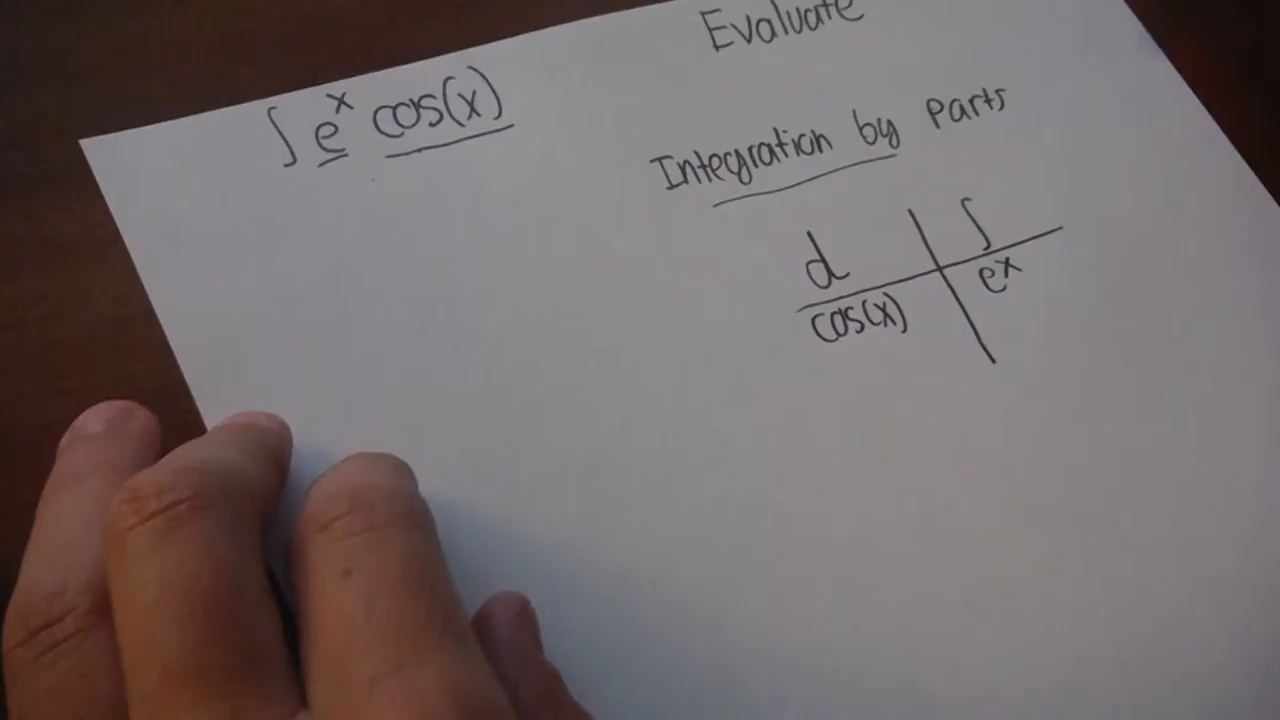 Evaluate
∫ e^x cos(x)
Integration by Parts
d | ∫
cos(x) | e^x